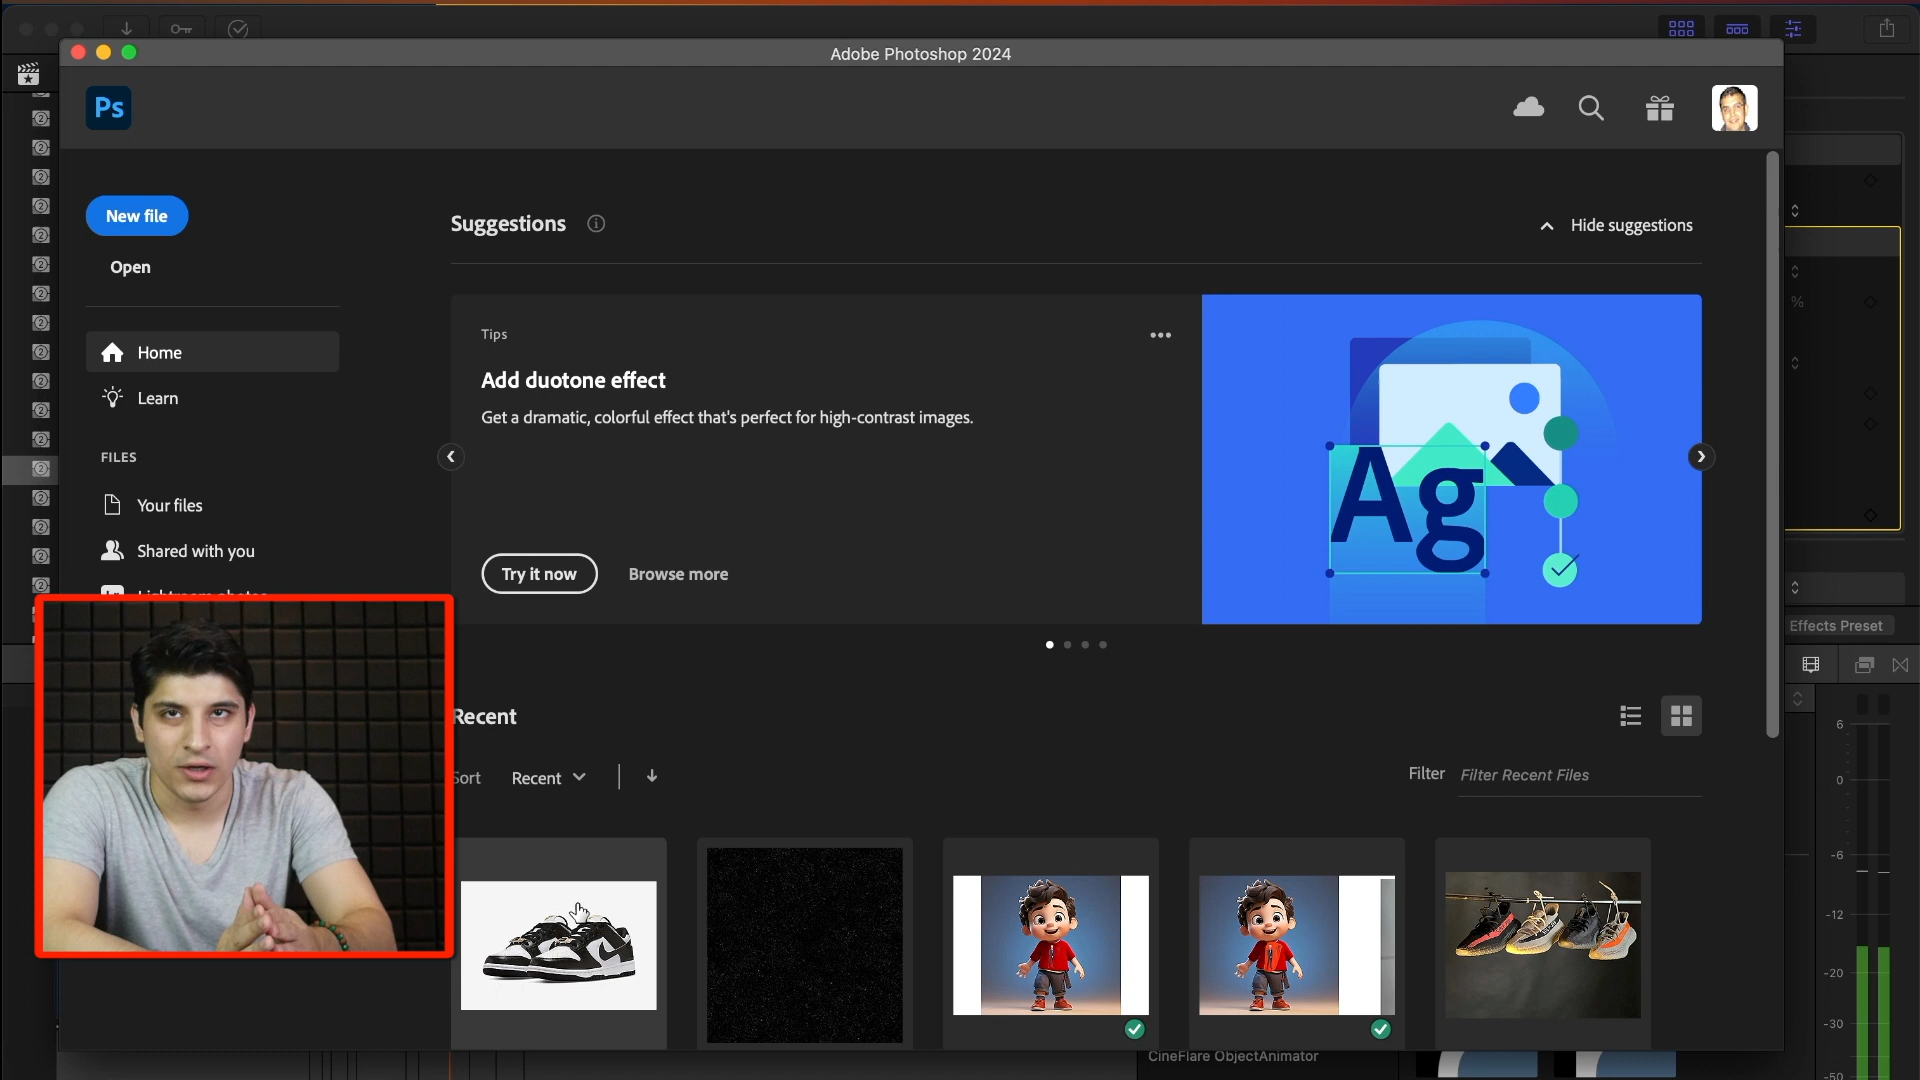 Adobe Photoshop 2024
Ps
New file
Open
Suggestions
Hide suggestions
Home
Learn
Tips
Add duotone effect
Get a dramatic, colorful effect that's perfect for high-contrast images.
FILES
Your files
Shared with you
Lightroom photos
Ag
Try it now
Browse more
%
Effects Preset
Recent
Sort
Recent
Filter
Filter Recent Files
6
0
-6
-12
-20
-30
-50
CineFlare ObjectAnimator